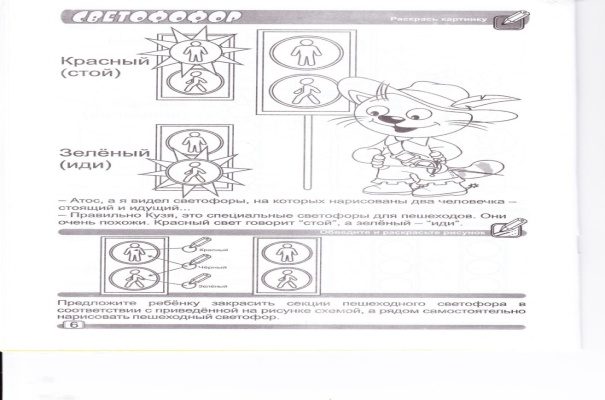 СВЕТОФОФОР
Раскрась картинку
Красный
(стой)
Зелёный
(иди)
– Атос, а я видел светофоры, на которых нарисованы два человечка –
стоящий и идущий...
– Правильно Кузя, это специальные светофоры для пешеходов. Они
очень похожи. Красный свет говорит “стой”, а зелёный – “иди”.
Обведите и раскрасьте рисунок
Красный
Чёрный
Зелёный
Предложите ребёнку закрасить секции пешеходного светофора в
соответствии с приведённой на рисунке схемой, а рядом самостоятельно
нарисовать пешеходный светофор.
6